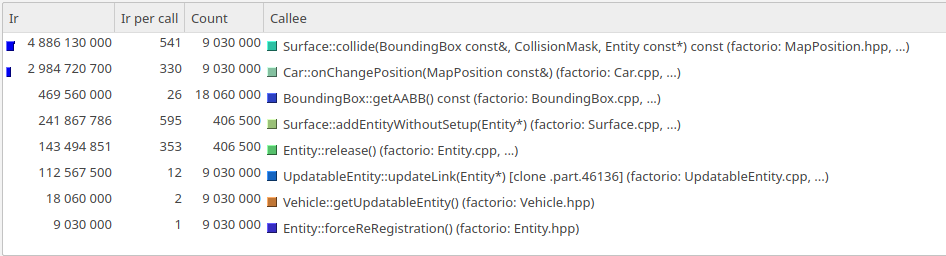 Ir Ir per call Count Callee
4 886 130 000 541 9 030 000 Surface::collide(BoundingBox const&, CollisionMask, Entity const*) const (factorio: MapPosition.hpp, ...)
2 984 720 700 330 9 030 000 Car::onChangePosition(MapPosition const&) (factorio: Car.cpp, ...)
469 560 000 26 18 060 000 BoundingBox::getAABB() const (factorio: BoundingBox.cpp, ...)
241 867 786 595 406 500 Surface::addEntityWithoutSetup(Entity*) (factorio: Surface.cpp, ...)
143 494 851 353 406 500 Entity::release() (factorio: Entity.cpp, ...)
112 567 500 12 9 030 000 UpdatableEntity::updateLink(Entity*) [clone .part.46136] (factorio: UpdatableEntity.cpp, ...)
18 060 000 2 9 030 000 Vehicle::getUpdatableEntity() (factorio: Vehicle.hpp)
9 030 000 1 9 030 000 Entity::forceReRegistration() (factorio: Entity.hpp)